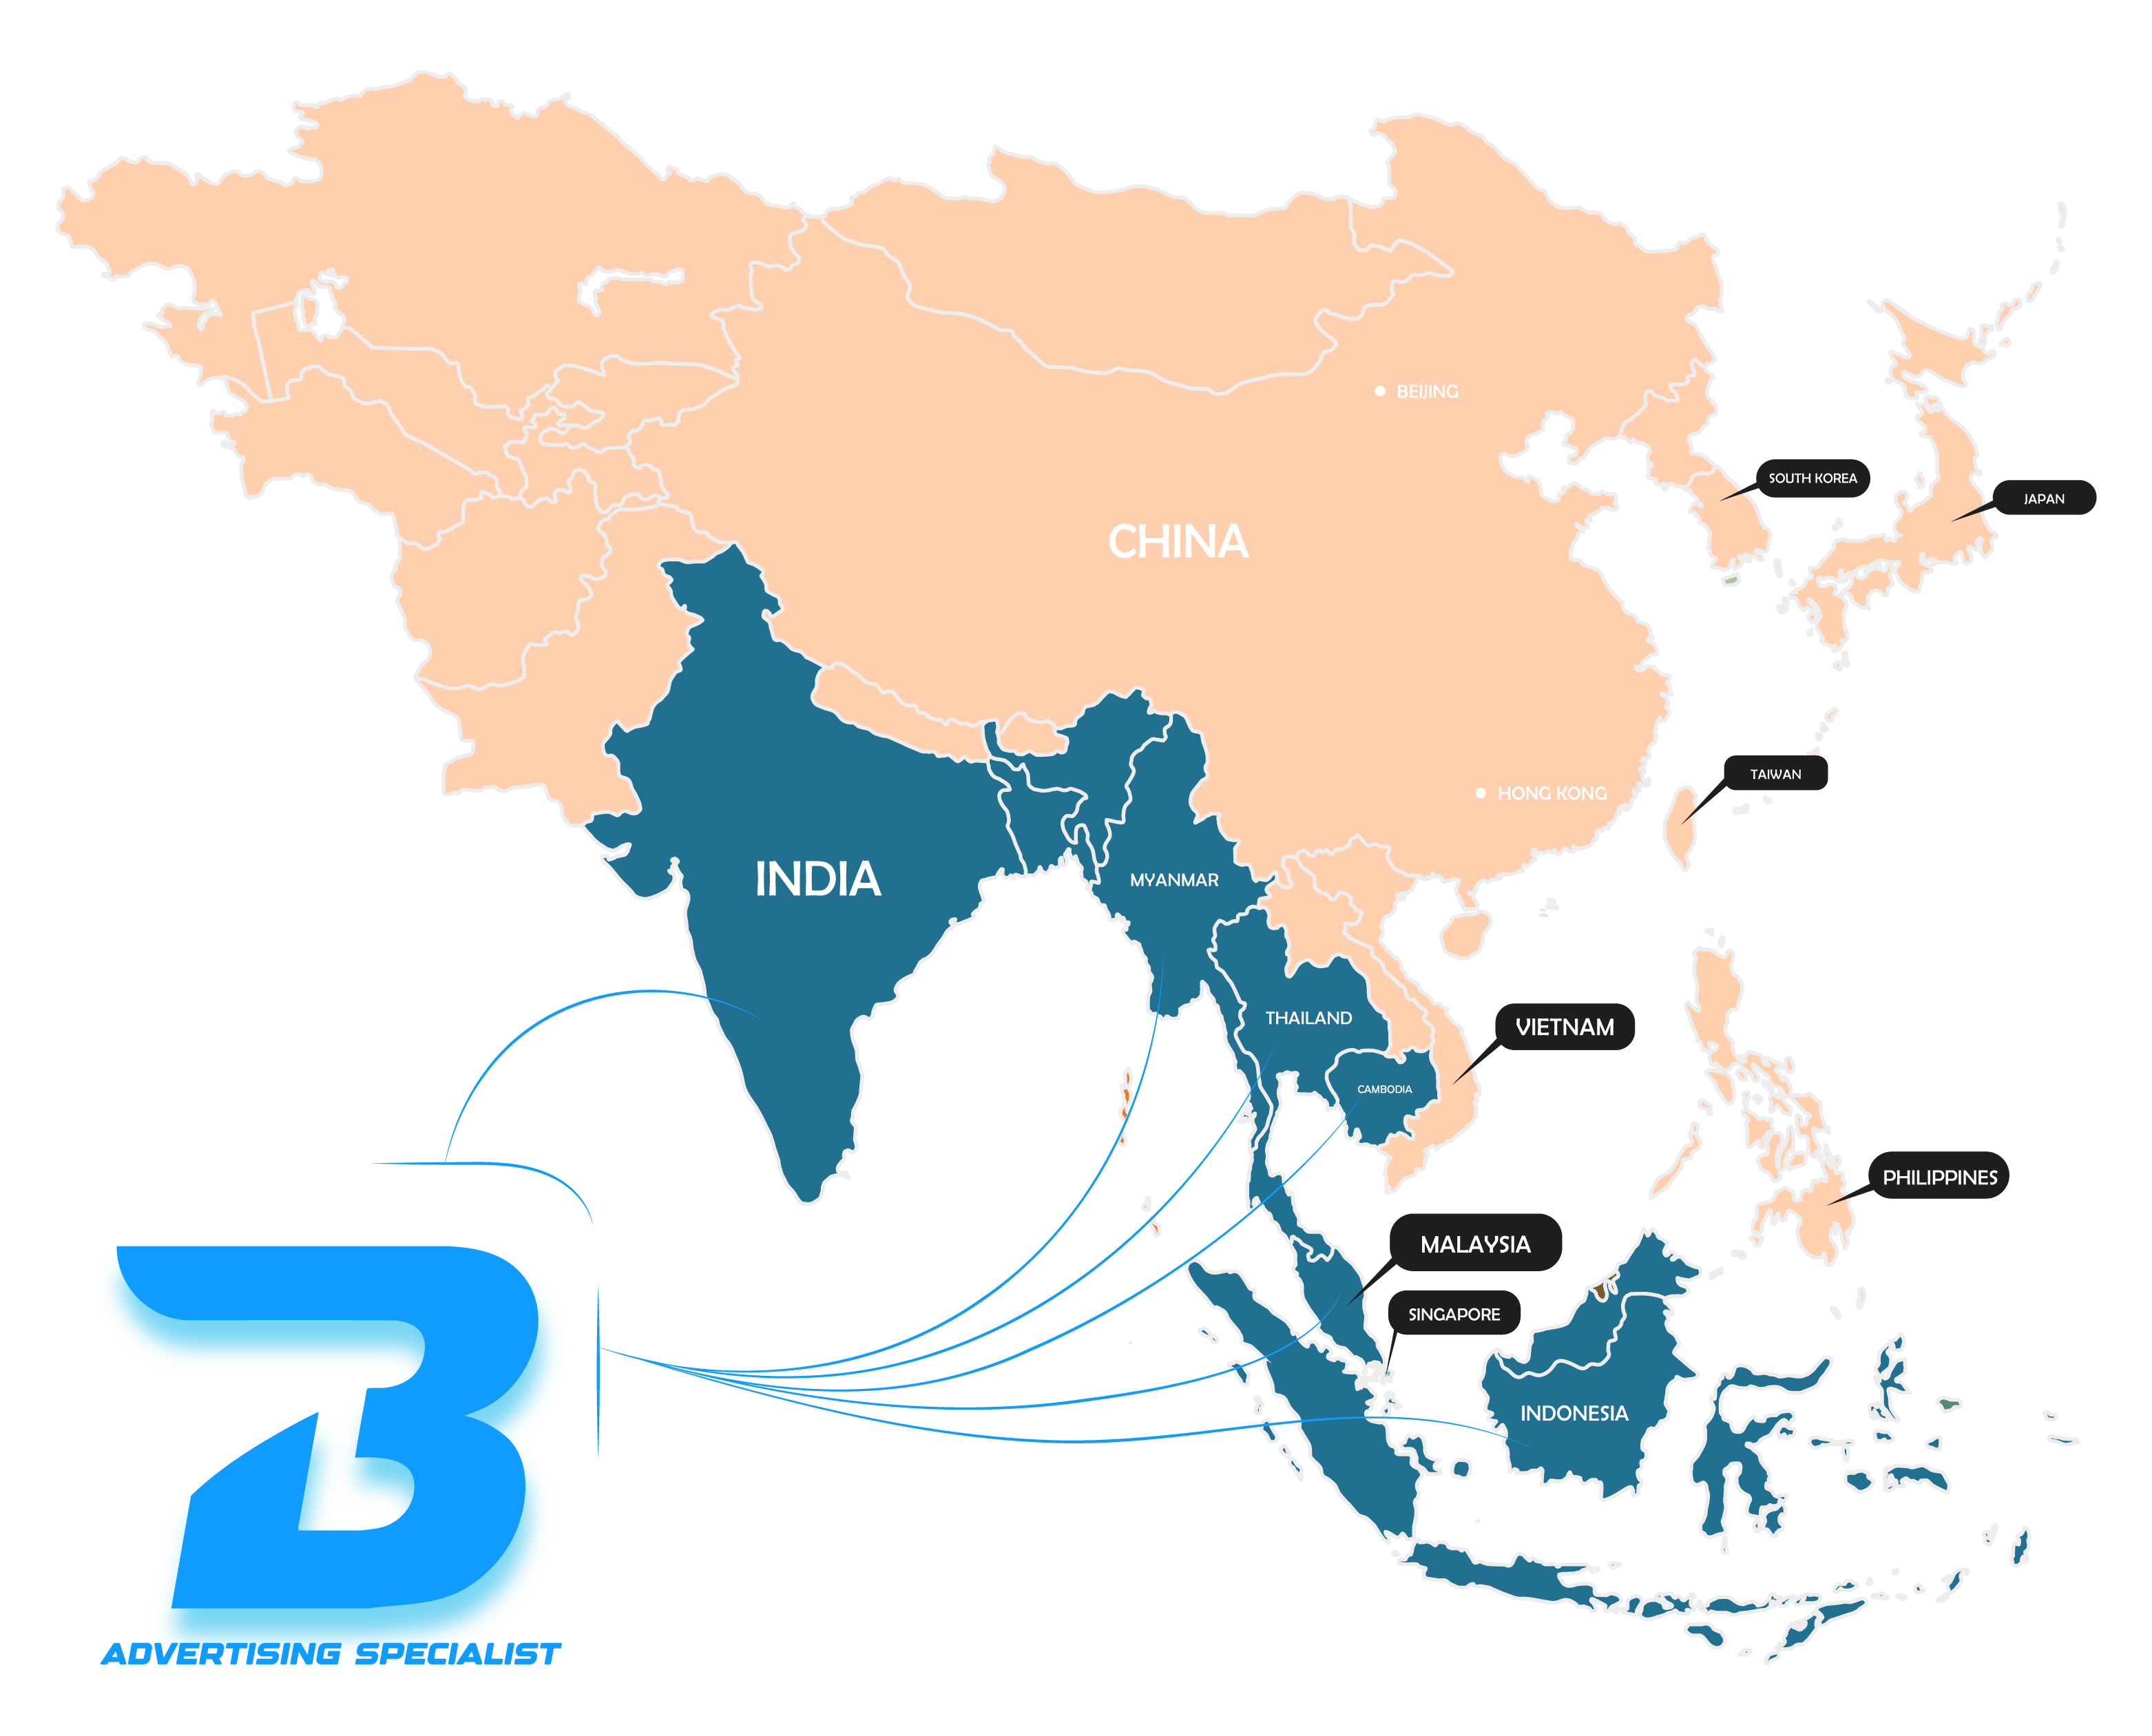 BEIJING
SOUTH KOREA
JAPAN
CHINA
TAIWAN
HONG KONG
INDIA
MYANMAR
THAILAND
VIETNAM
CAMBODIA
PHILIPPINES
MALAYSIA
SINGAPORE
INDONESIA
B
ADVERTISING SPECIALIST